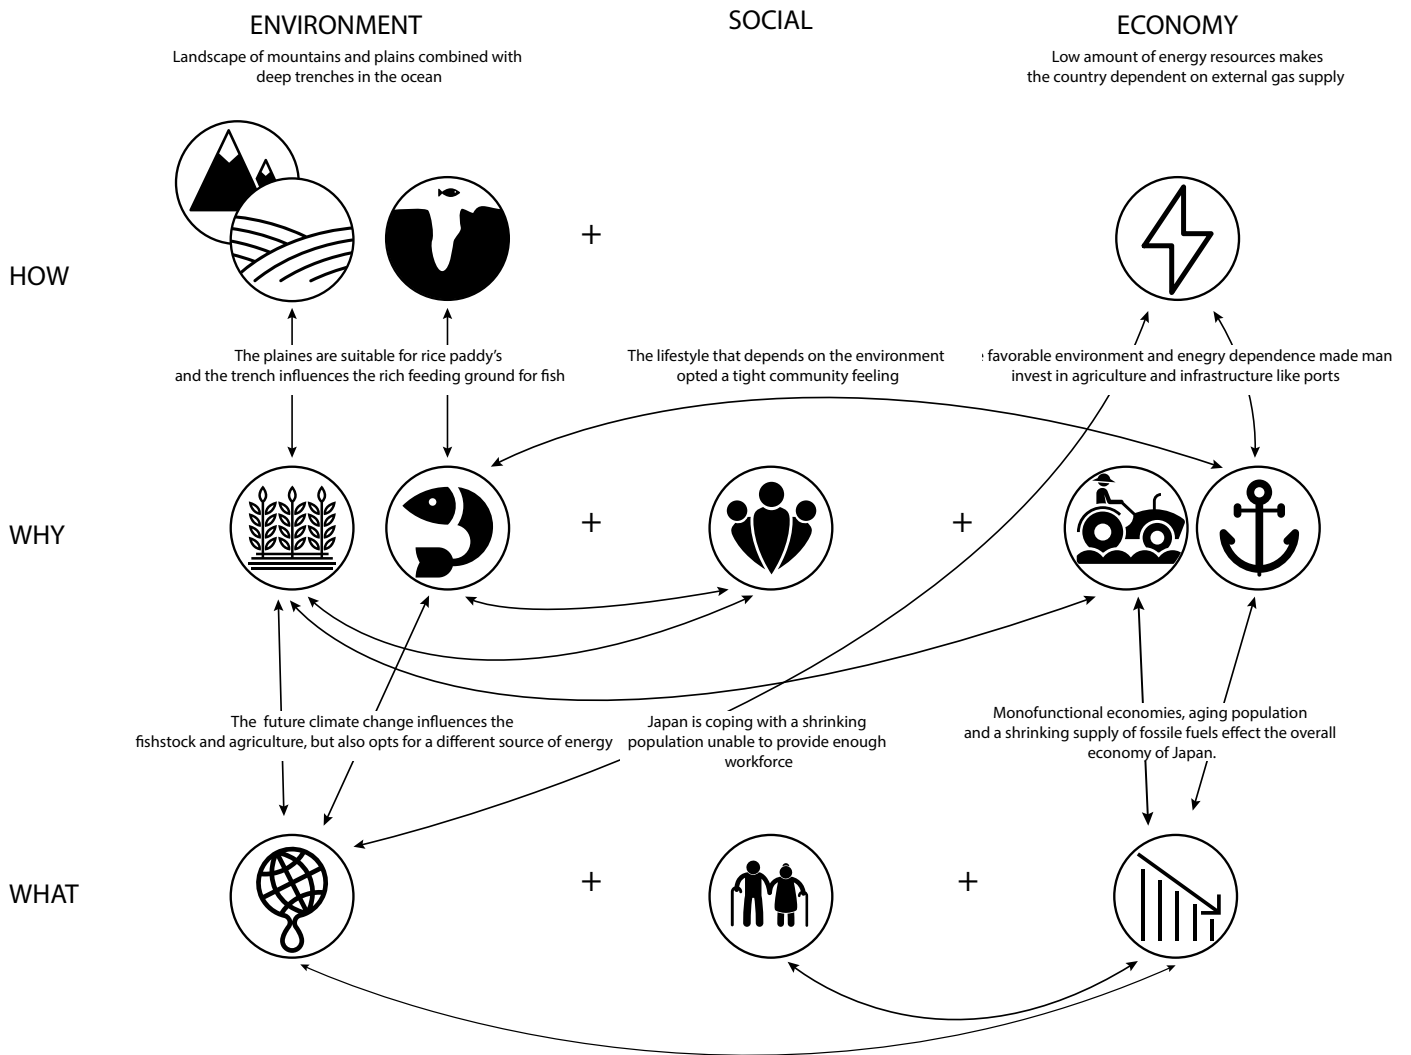 ENVIRONMENT
SOCIAL
ECONOMY
Landscape of mountains and plains combined with
deep trenches in the ocean
Low amount of energy resources makes
the country dependent on external gas supply
+
HOW
The plaines are suitable for rice paddy's
and the trench influences the rich feeding ground for fish
The lifestyle that depends on the environment
opted a tight community feeling
favorable environment and enegry dependence made man
invest in agriculture and infrastructure like ports
WHY
+
+
The future climate change influences the
fishstock and agriculture, but also opts for a different source of energy
Japan is coping with a shrinking
population unable to provide enough
workforce
Monofunctional economies, aging population
and a shrinking supply of fossile fuels effect the overall
economy of Japan.
WHAT
+
+